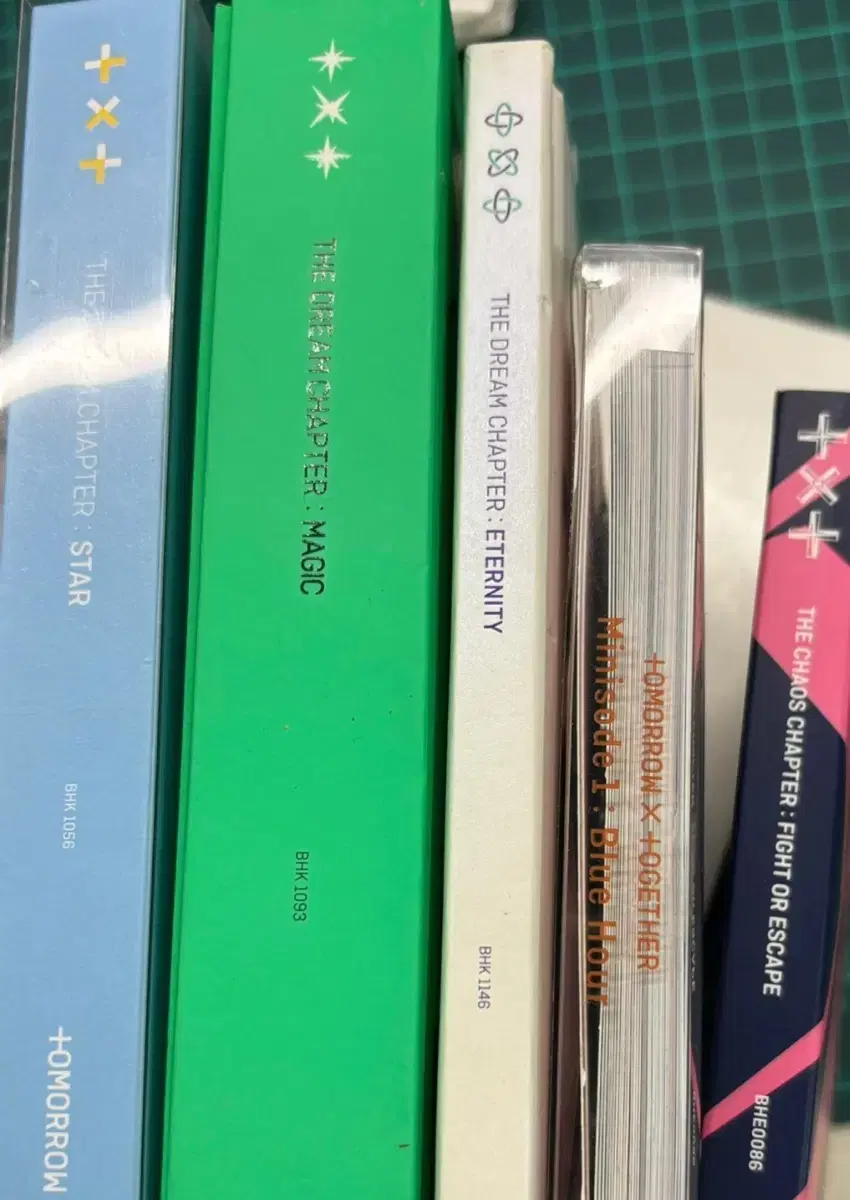 +×+
THE CHAPTER : STAR
BHK 1056
TOMORROW
THE DREAM CHAPTER : MAGIC
BHK 1093
THE DREAM CHAPTER : ETERNITY
BHK 1146
TOMORROW X TOGETHER
Minisode 1 : Blue Hour
+×+
THE CHAOS CHAPTER : FIGHT OR ESCAPE
BHE0086